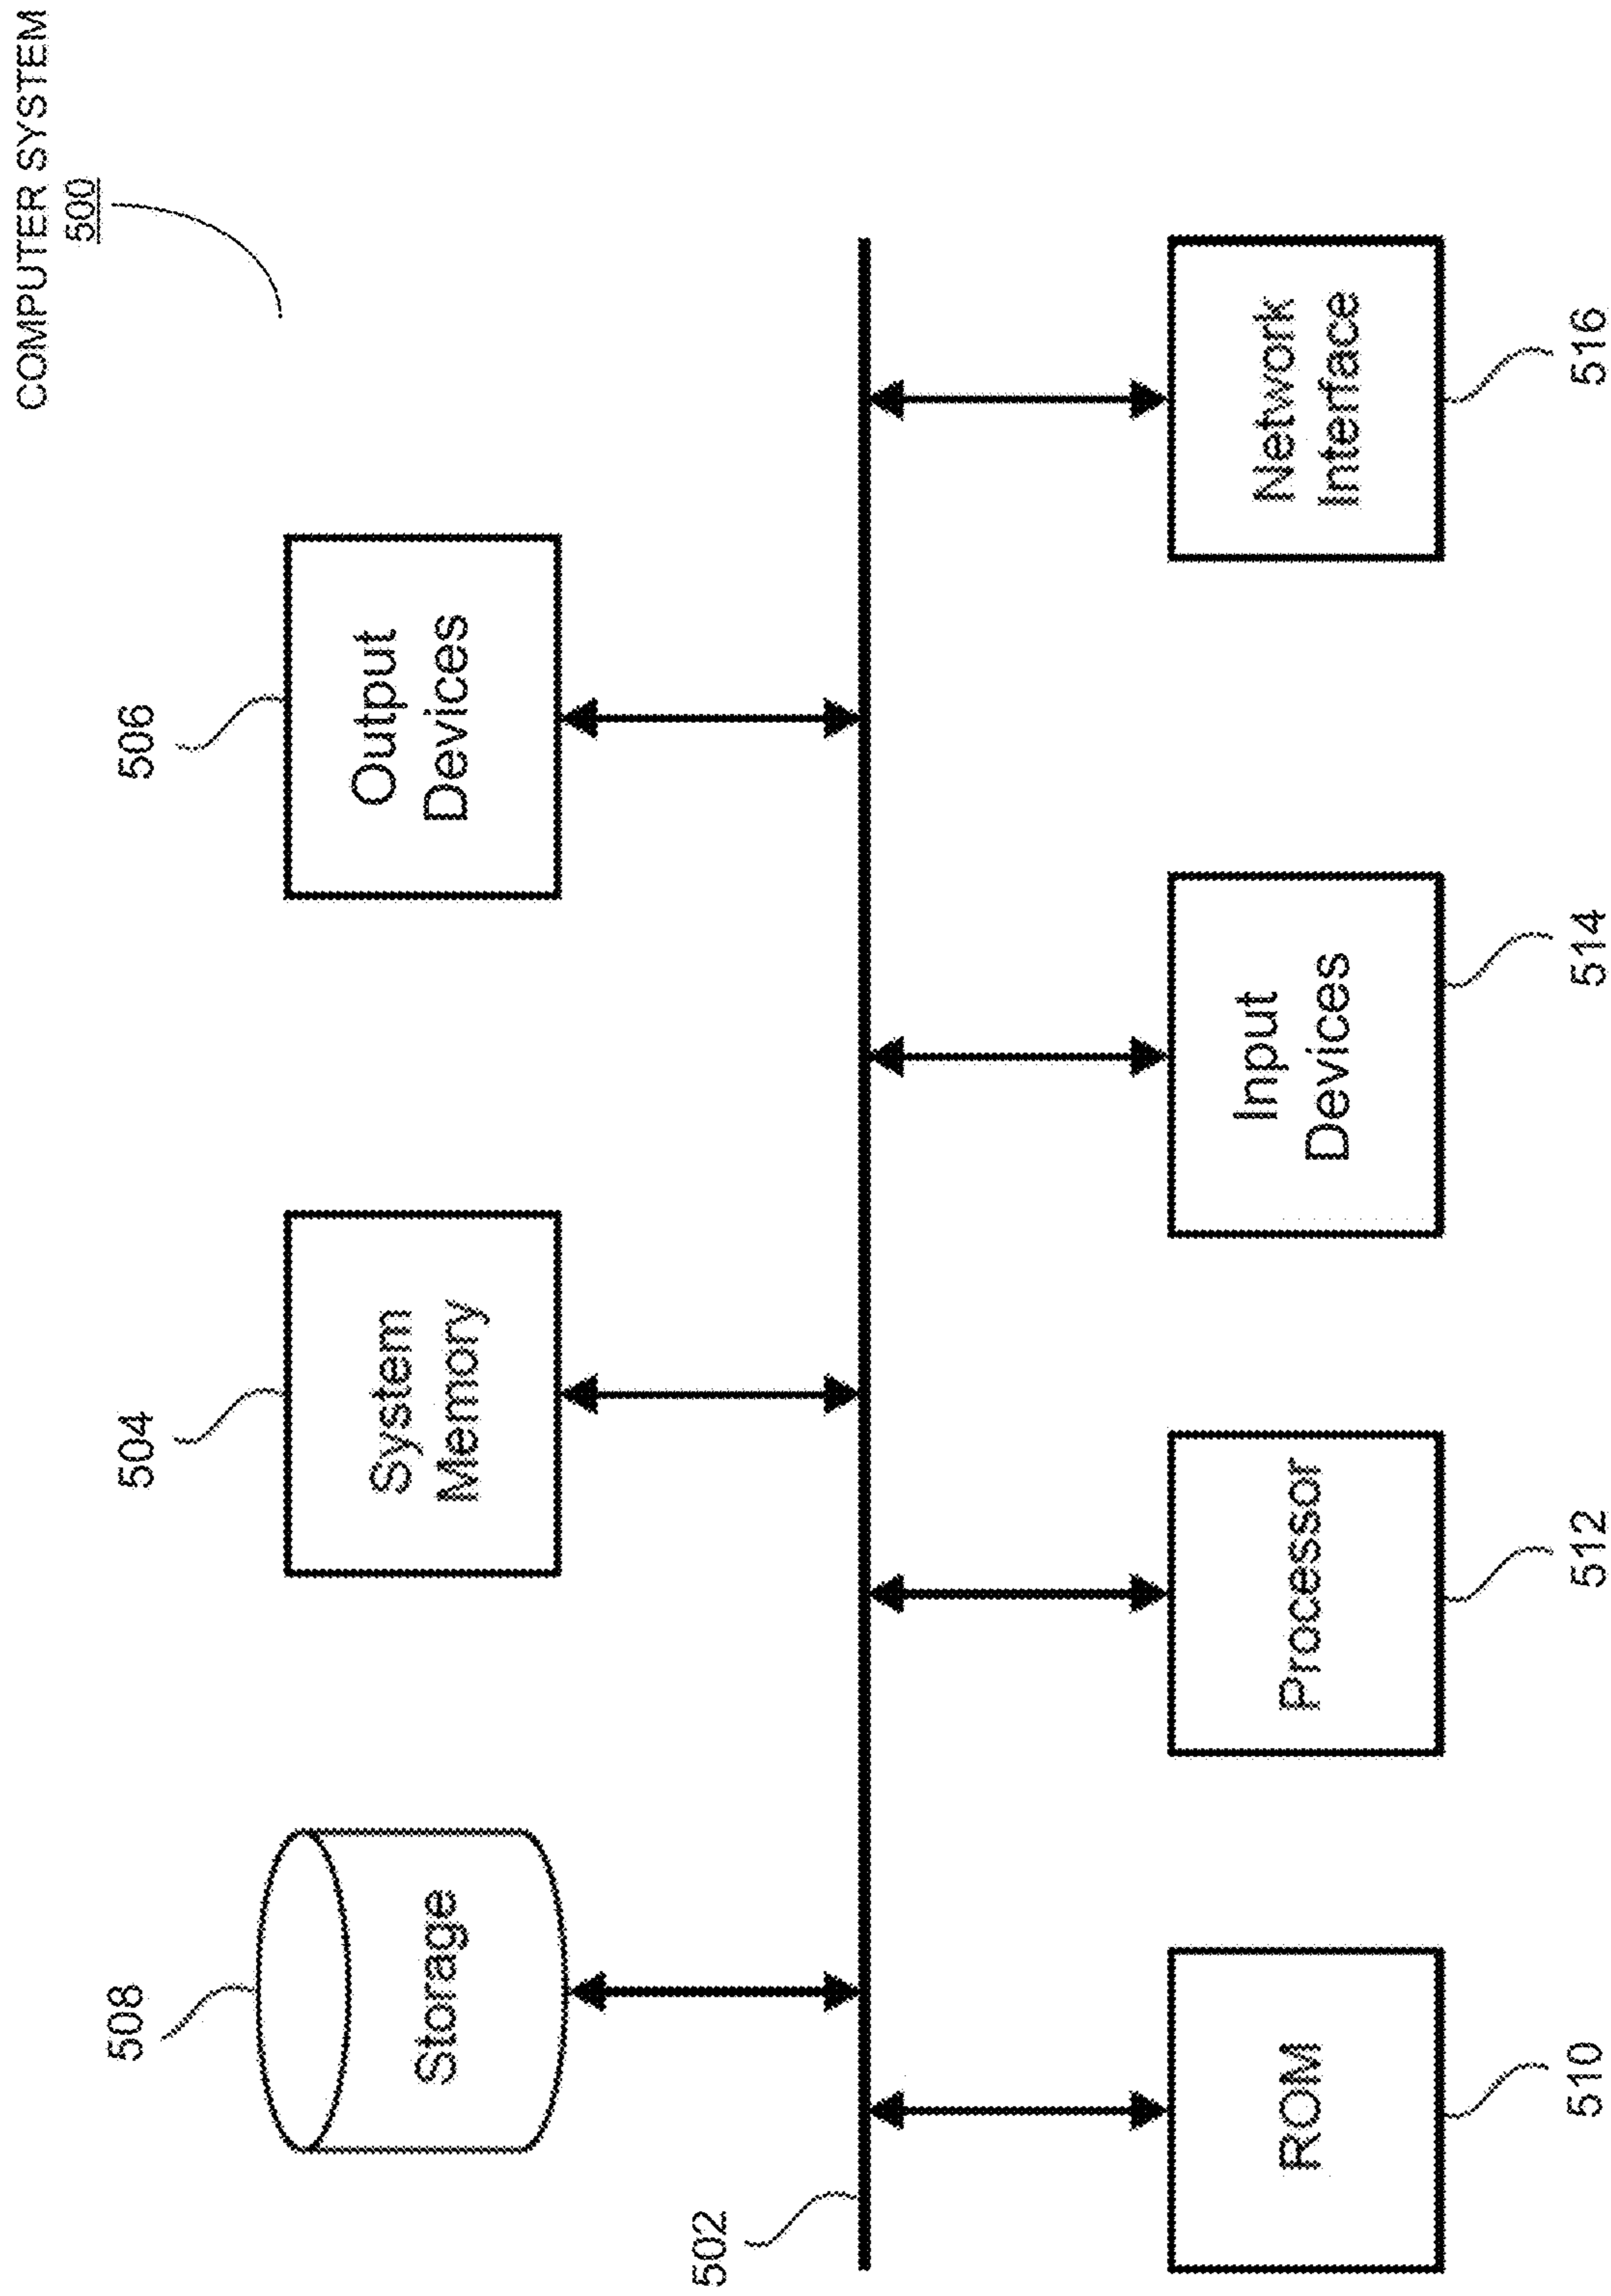 COMPUTER SYSTEM
500
508
504
506
Storage
System
Memory
Output
Devices
502
ROM
Processor
Input
Devices
Network
Interface
510
512
514
516